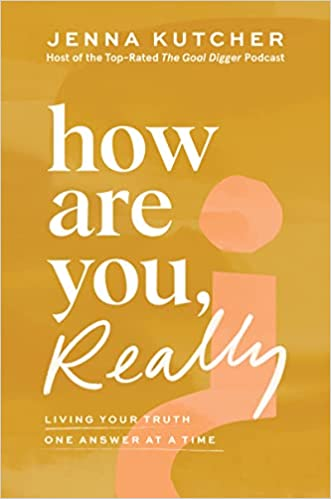 JENNA KUTCHER
Host of the Top-Rated The Goal Digger Podcast
how
are
you,
Really
LIVING YOUR TRUTH
ONE ANSWER AT A TIME